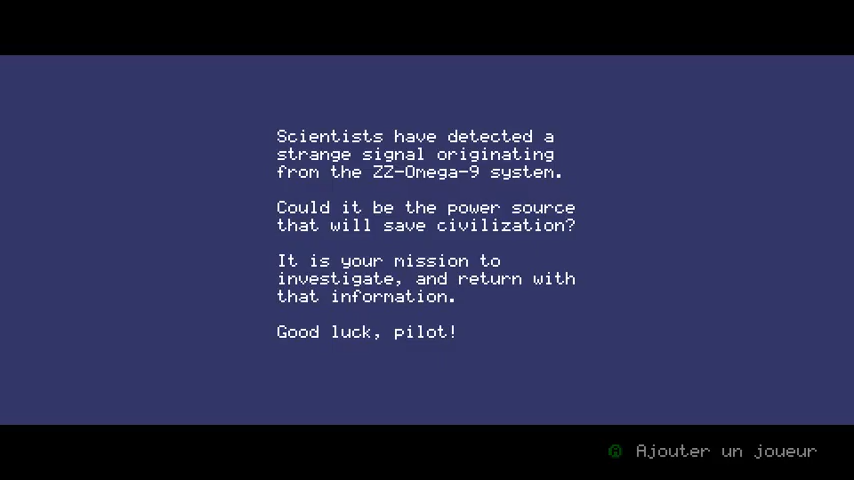 Scientists have detected a
strange signal originating
from the ZZ-Omega-9 system.
Could it be the power source
that will save civilization?
It is your mission to
investigate, and return with
that information.
Good luck, pilot!
A Ajouter un joueur